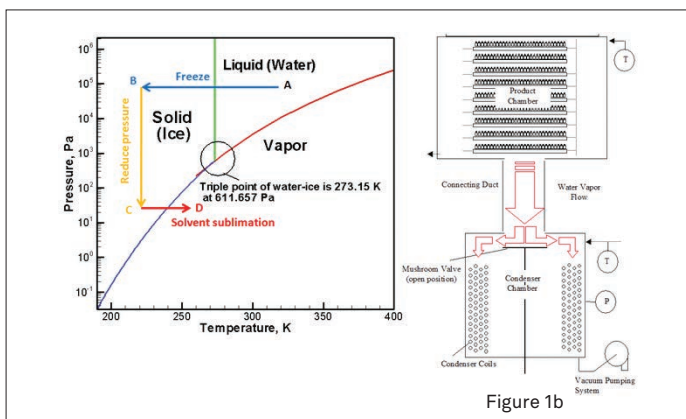 10⁶
10⁵
10⁴
10³
10²
10¹
10⁰
10⁻¹
Pressure, Pa
200
250
300
350
400
Temperature, K
Liquid (Water)
B
Freeze
A
Solid
(Ice)
Vapor
Reduce pressure
Triple point of water-ice is 273.15 K
at 611.657 Pa
C
D
Solvent sublimation
T
Product
Chamber
Connecting Duct
Water Vapor
Flow
T
Mushroom Valve
(open position)
Condenser
Chamber
P
Condenser Coils
Vacuum Pumping
System
Figure 1b